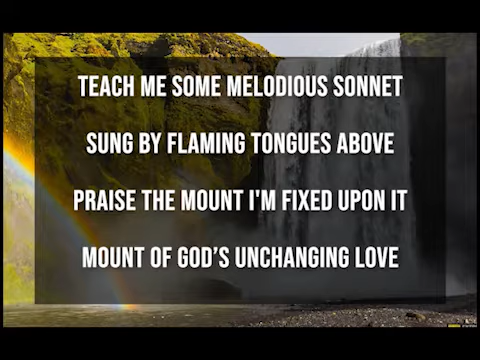 TEACH ME SOME MELODIOUS SONNET
SUNG BY FLAMING TONGUES ABOVE
PRAISE THE MOUNT I'M FIXED UPON IT
MOUNT OF GOD’S UNCHANGING LOVE